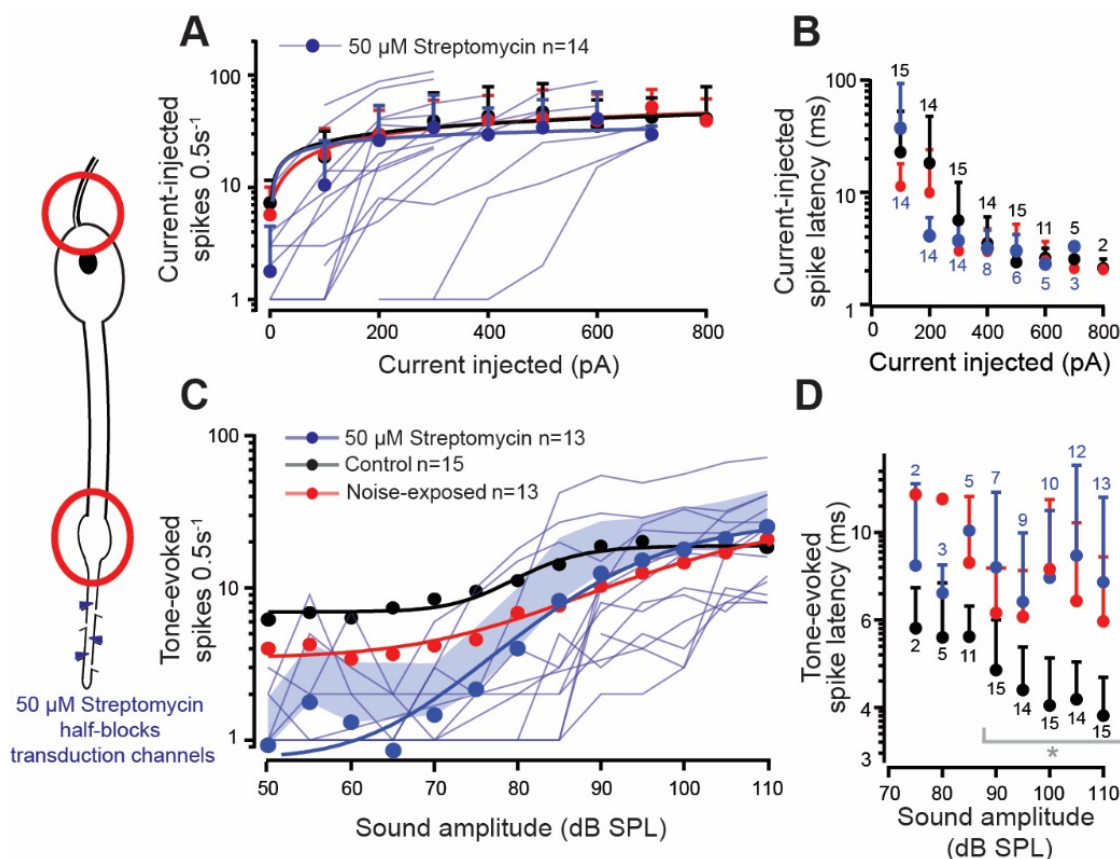 A
50 µM Streptomycin n=14
Current-injected
spikes 0.5s⁻¹
100
10
1
0
200
400
600
800
Current injected (pA)
B
Current-injected
spike latency (ms)
100
10
1
15
14
15
14
15
11
5
2
14
14
14
8
6
5
3
0
200
400
600
800
Current injected (pA)
50 µM Streptomycin
half-blocks
transduction channels
C
50 µM Streptomycin n=13
Control n=15
Noise-exposed n=13
Tone-evoked
spikes 0.5s⁻¹
100
10
1
50
60
70
80
90
100
110
Sound amplitude (dB SPL)
D
Tone-evoked
spike latency (ms)
10
6
4
3
2
3
5
7
9
10
12
13
2
5
11
15
14
15
14
15
*
70
80
90
100
110
Sound amplitude
(dB SPL)